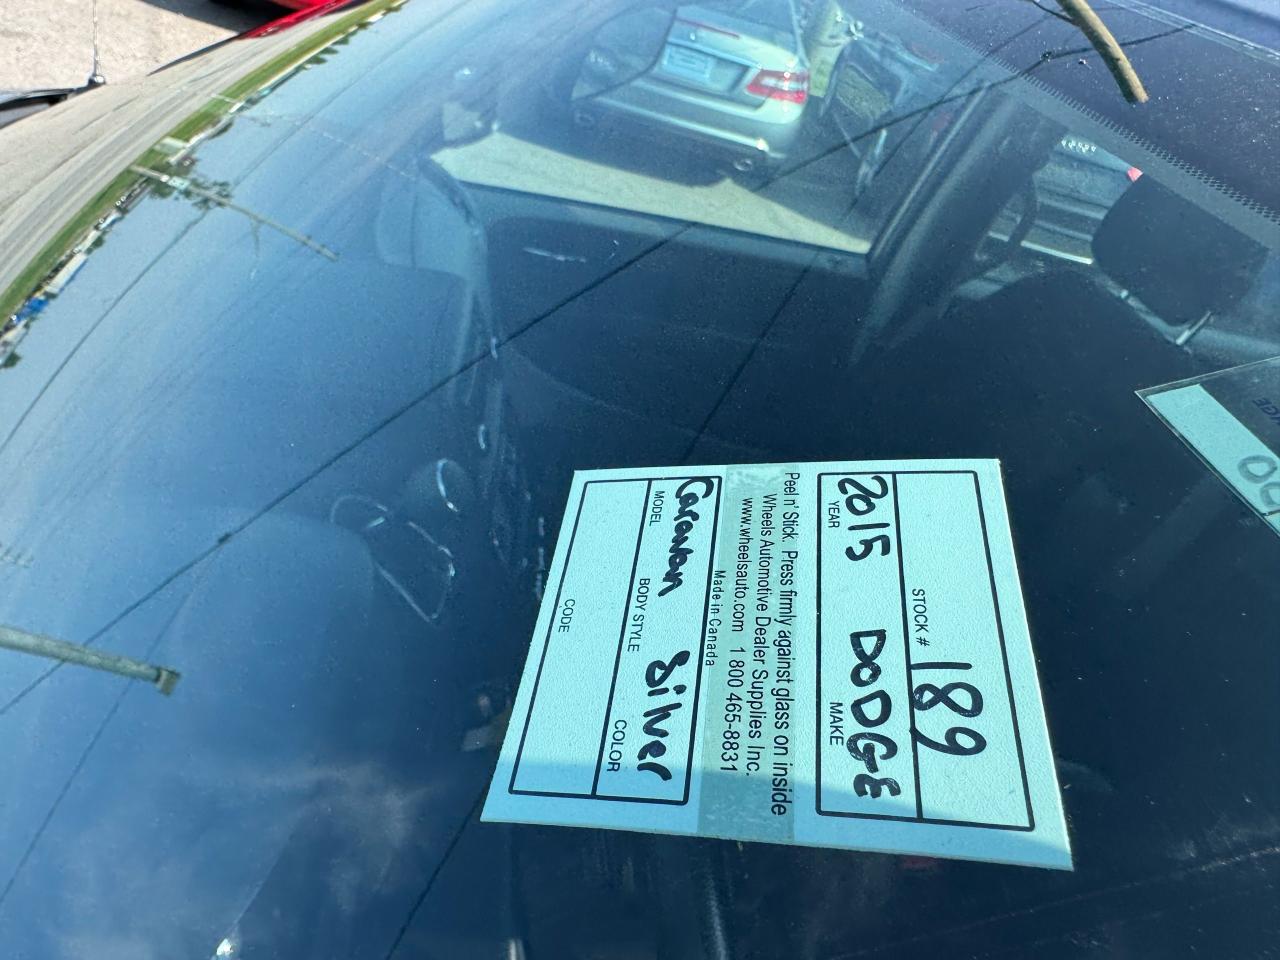 STOCK # 189
2015 DODGE
YEAR MAKE
Peel n' Stick. Press firmly against glass on inside
Wheels Automotive Dealer Supplies Inc.
www.wheelsauto.com 1 800 465-8831
Made in Canada
Caravan Silver
MODEL BODY STYLE COLOR
CODE